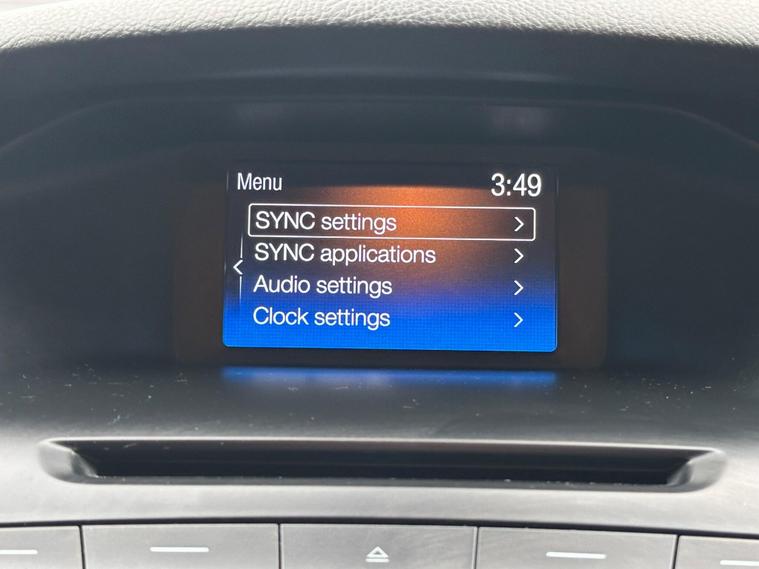 Menu 3:49
SYNC settings
SYNC applications
Audio settings
Clock settings